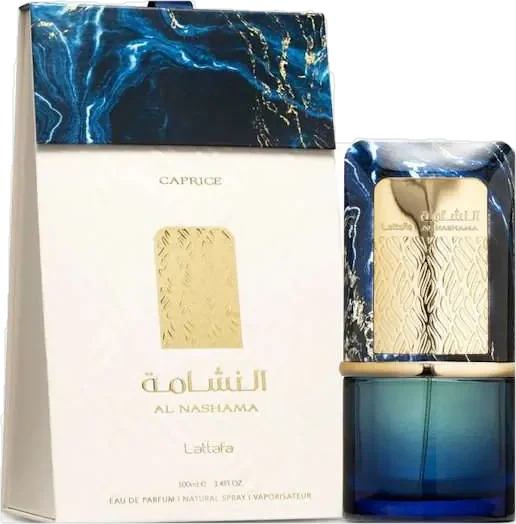 CAPRICE
النشامة
AL NASHAMA
Lattafa
100ml ℮ 3.4FL.OZ.
EAU DE PARFUM | NATURAL SPRAY | VAPORISATEUR
النشامة
Lattafa AL NASHAMA